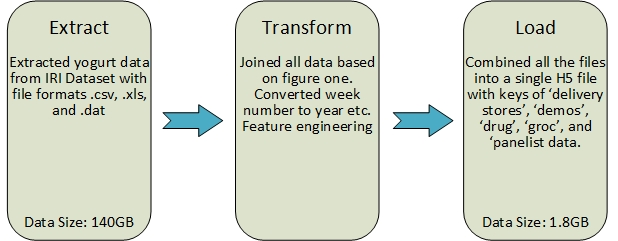 Extract
Extracted yogurt data
from IRI Dataset with
file formats .csv, .xls,
and .dat
Data Size: 140GB
Transform
Joined all data based
on figure one.
Converted week
number to year etc.
Feature engineering
Load
Combined all the files
into a single H5 file
with keys of ‘delivery
stores’, ‘demos’,
‘drug’, ‘groc’, and
‘panelist data.
Data Size: 1.8GB